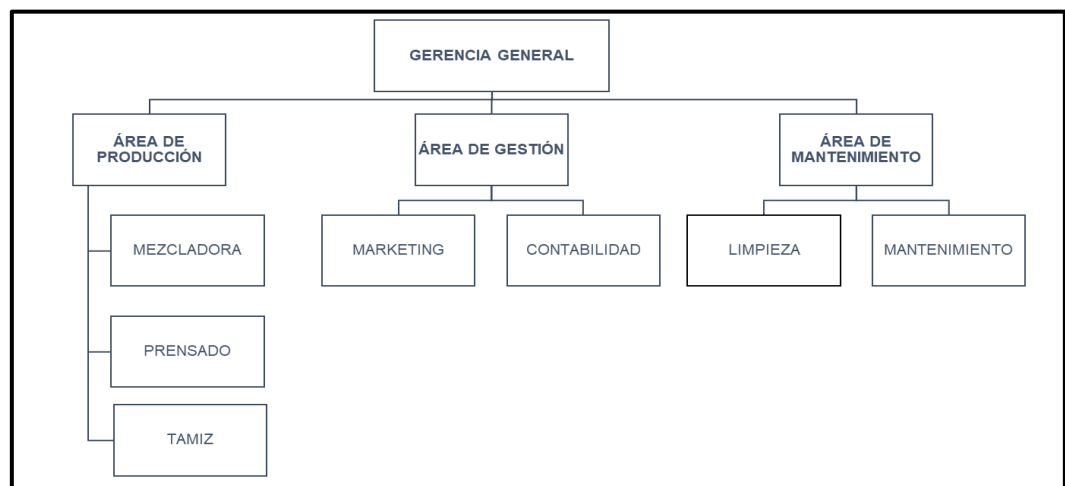 GERENCIA GENERAL
ÁREA DE
PRODUCCIÓN
ÁREA DE GESTIÓN
ÁREA DE
MANTENIMIENTO
MEZCLADORA
MARKETING
CONTABILIDAD
LIMPIEZA
MANTENIMIENTO
PRENSADO
TAMIZ